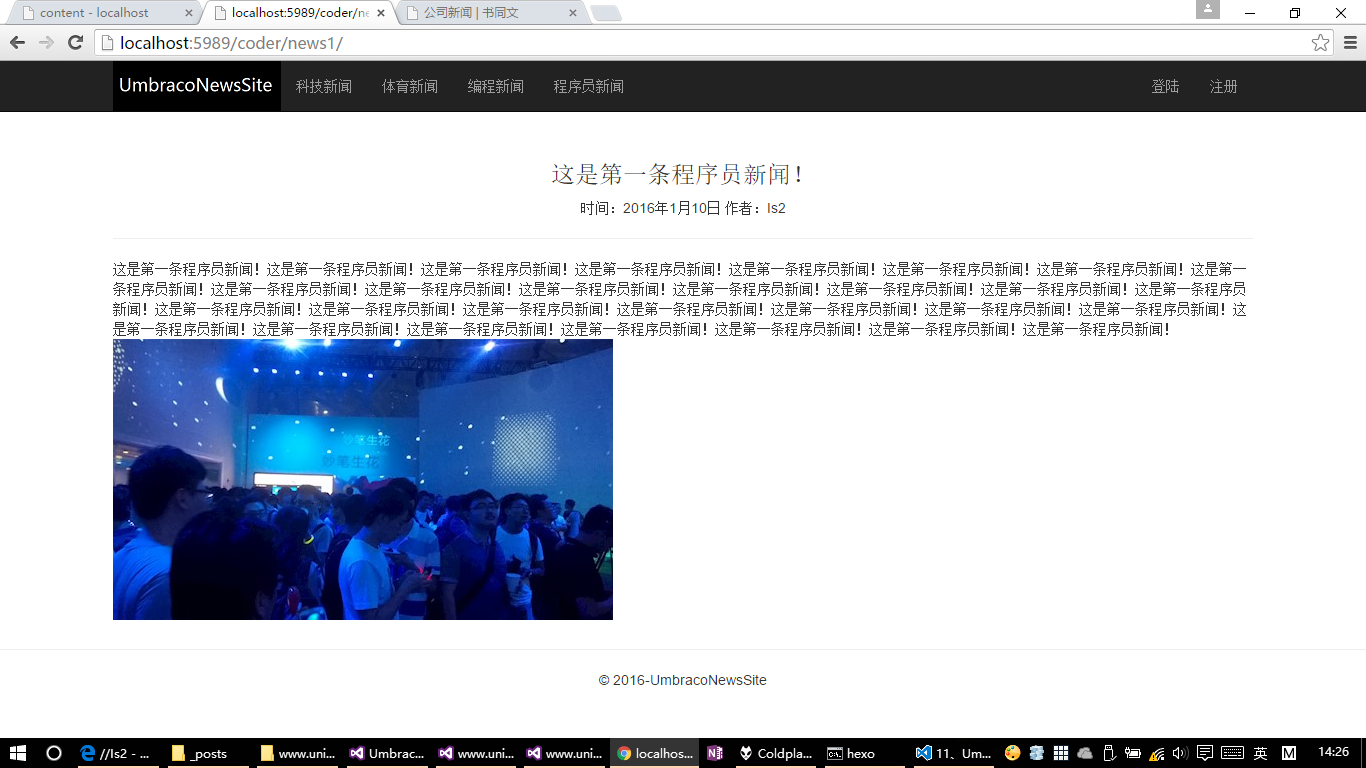 content - localhost
localhost:5989/coder/ne
公司新闻 | 书同文
localhost:5989/coder/news1/
UmbracoNewsSite 科技新闻 体育新闻 编程新闻 程序员新闻 登陆 注册
这是第一条程序员新闻！
时间：2016年1月10日 作者：ls2
这是第一条程序员新闻！这是第一条程序员新闻！这是第一条程序员新闻！这是第一条程序员新闻！这是第一条程序员新闻！这是第一条程序员新闻！这是第一条程序员新闻！这是第一
条程序员新闻！这是第一条程序员新闻！这是第一条程序员新闻！这是第一条程序员新闻！这是第一条程序员新闻！这是第一条程序员新闻！这是第一条程序员新闻！这是第一条程序员
新闻！这是第一条程序员新闻！这是第一条程序员新闻！这是第一条程序员新闻！这是第一条程序员新闻！这是第一条程序员新闻！这是第一条程序员新闻！这是第一条程序员新闻！这
是第一条程序员新闻！这是第一条程序员新闻！这是第一条程序员新闻！这是第一条程序员新闻！这是第一条程序员新闻！这是第一条程序员新闻！这是第一条程序员新闻！
妙笔生花
妙笔生花
© 2016-UmbracoNewsSite
//ls2 - ... _posts www.uni... Umbrac... www.uni... www.uni... localhos... Coldpla... hexo 11、Um... 英 M 14:26